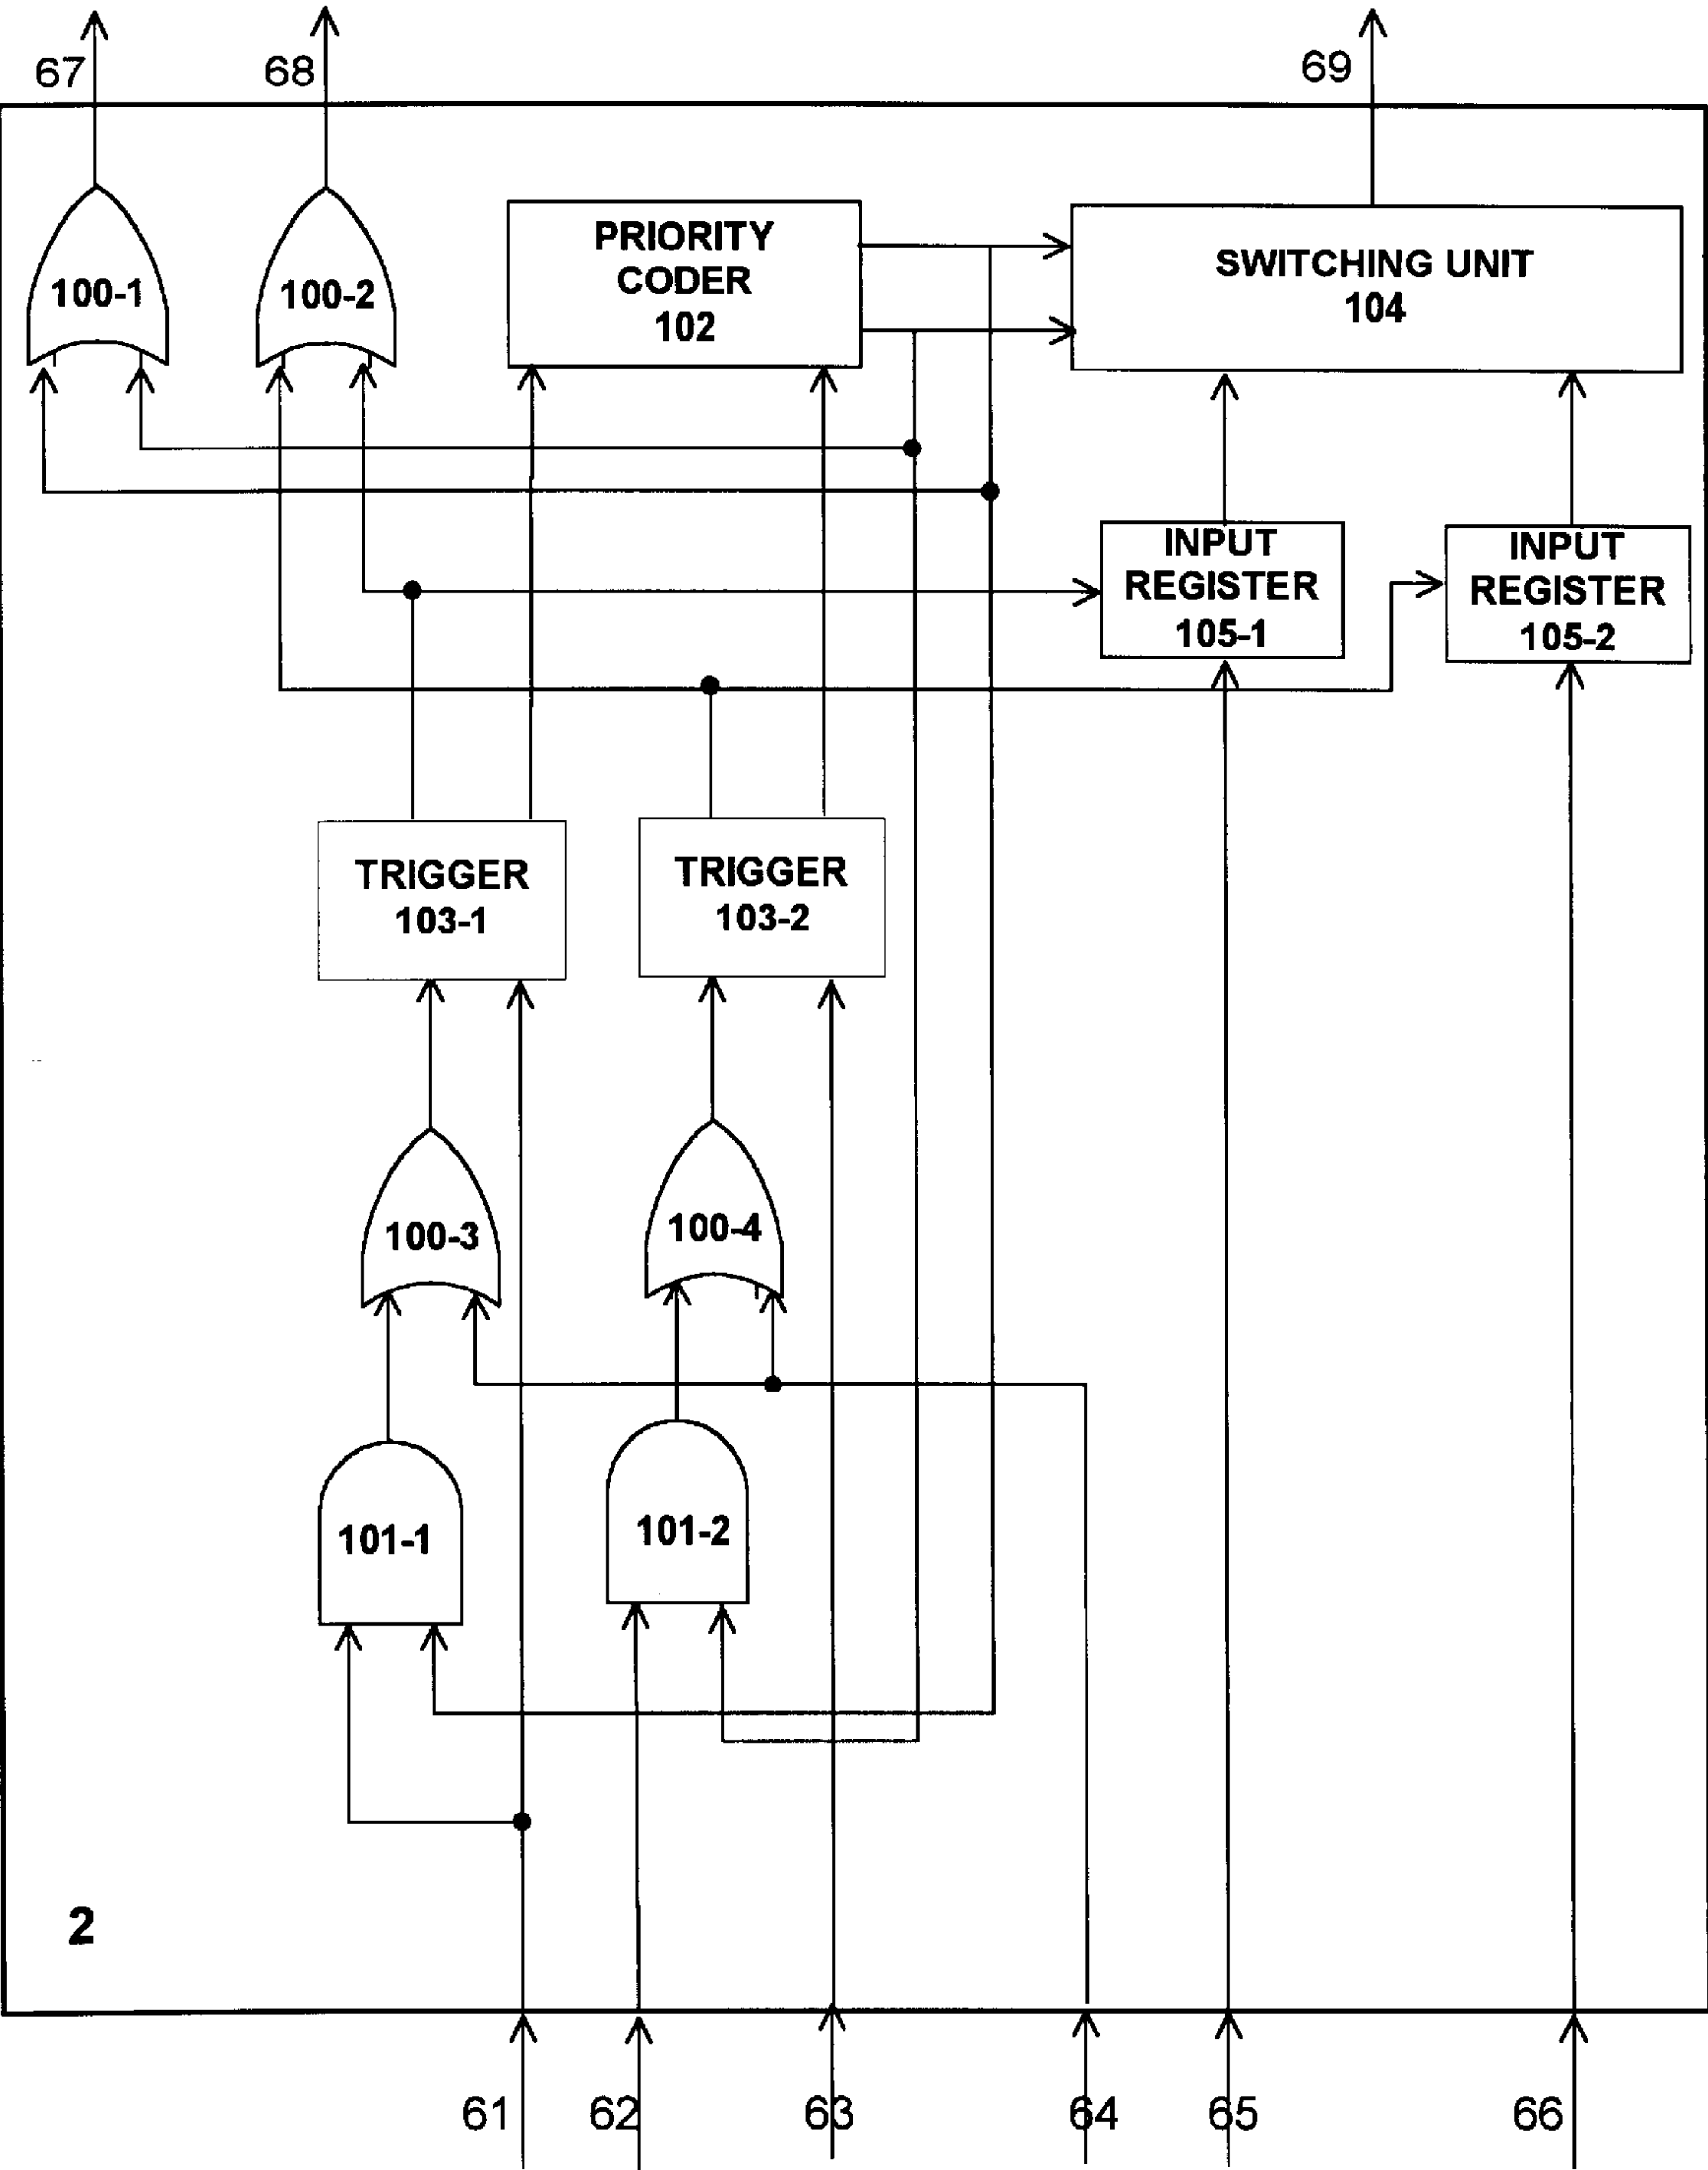 67
68
69
100-1
100-2
PRIORITY
CODER
102
SWITCHING UNIT
104
INPUT
REGISTER
105-1
INPUT
REGISTER
105-2
TRIGGER
103-1
TRIGGER
103-2
100-3
100-4
101-1
101-2
2
61
62
63
64
65
66